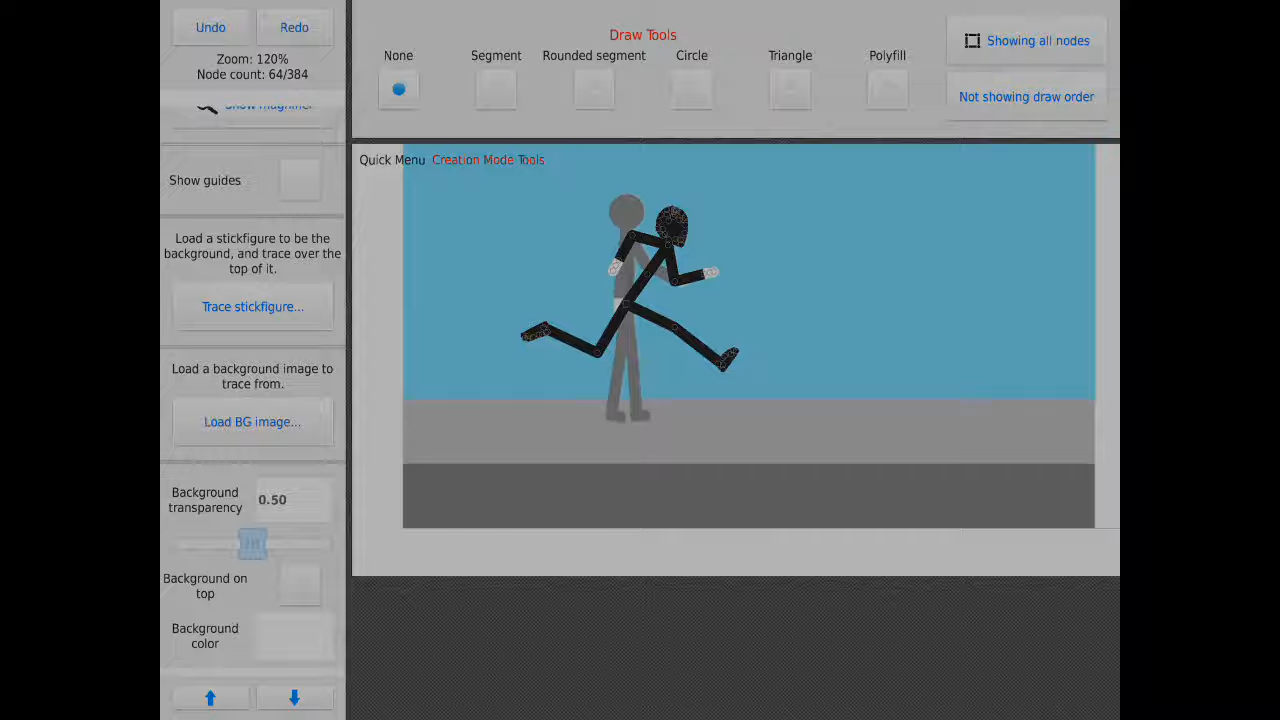 Undo
Redo
Zoom: 120%
Node count: 64/384
Show magnifier
Show guides
Load a stickfigure to be the
background, and trace over the
top of it.
Trace stickfigure...
Load a background image to
trace from.
Load BG image...
Background
transparency
0.50
Background on
top
Background
color
Draw Tools
None
Segment
Rounded segment
Circle
Triangle
Polyfill
Showing all nodes
Not showing draw order
Quick Menu
Creation Mode Tools